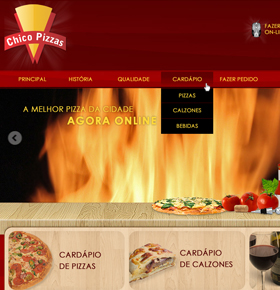 Chico Pizzas
FAZER
ON-LI
PRINCIPAL
HISTÓRIA
QUALIDADE
CARDÁPIO
FAZER PEDIDO
PIZZAS
CALZONES
BEBIDAS
A MELHOR PIZZA DA CIDADE
AGORA ONLINE
CARDÁPIO
DE PIZZAS
CARDÁPIO
DE CALZONES